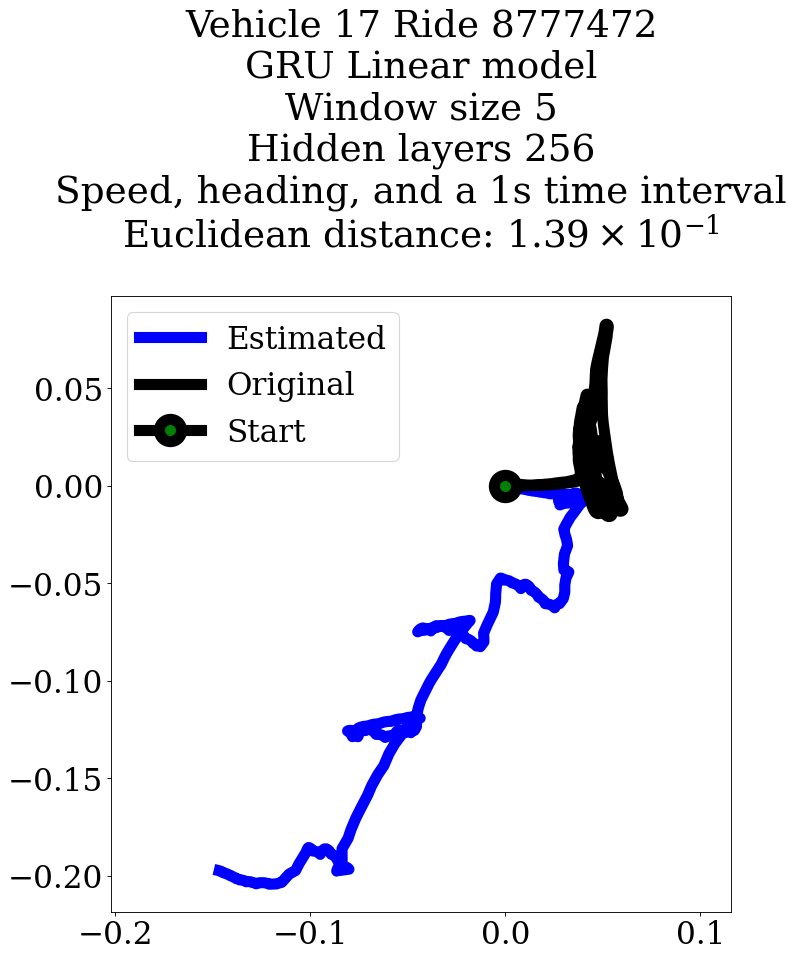 Vehicle 17 Ride 8777472
GRU Linear model
Window size 5
Hidden layers 256
Speed, heading, and a 1s time interval
Euclidean distance: 1.39 × 10⁻¹
Estimated
Original
Start
0.05
0.00
−0.05
−0.10
−0.15
−0.20
−0.2 −0.1 0.0 0.1